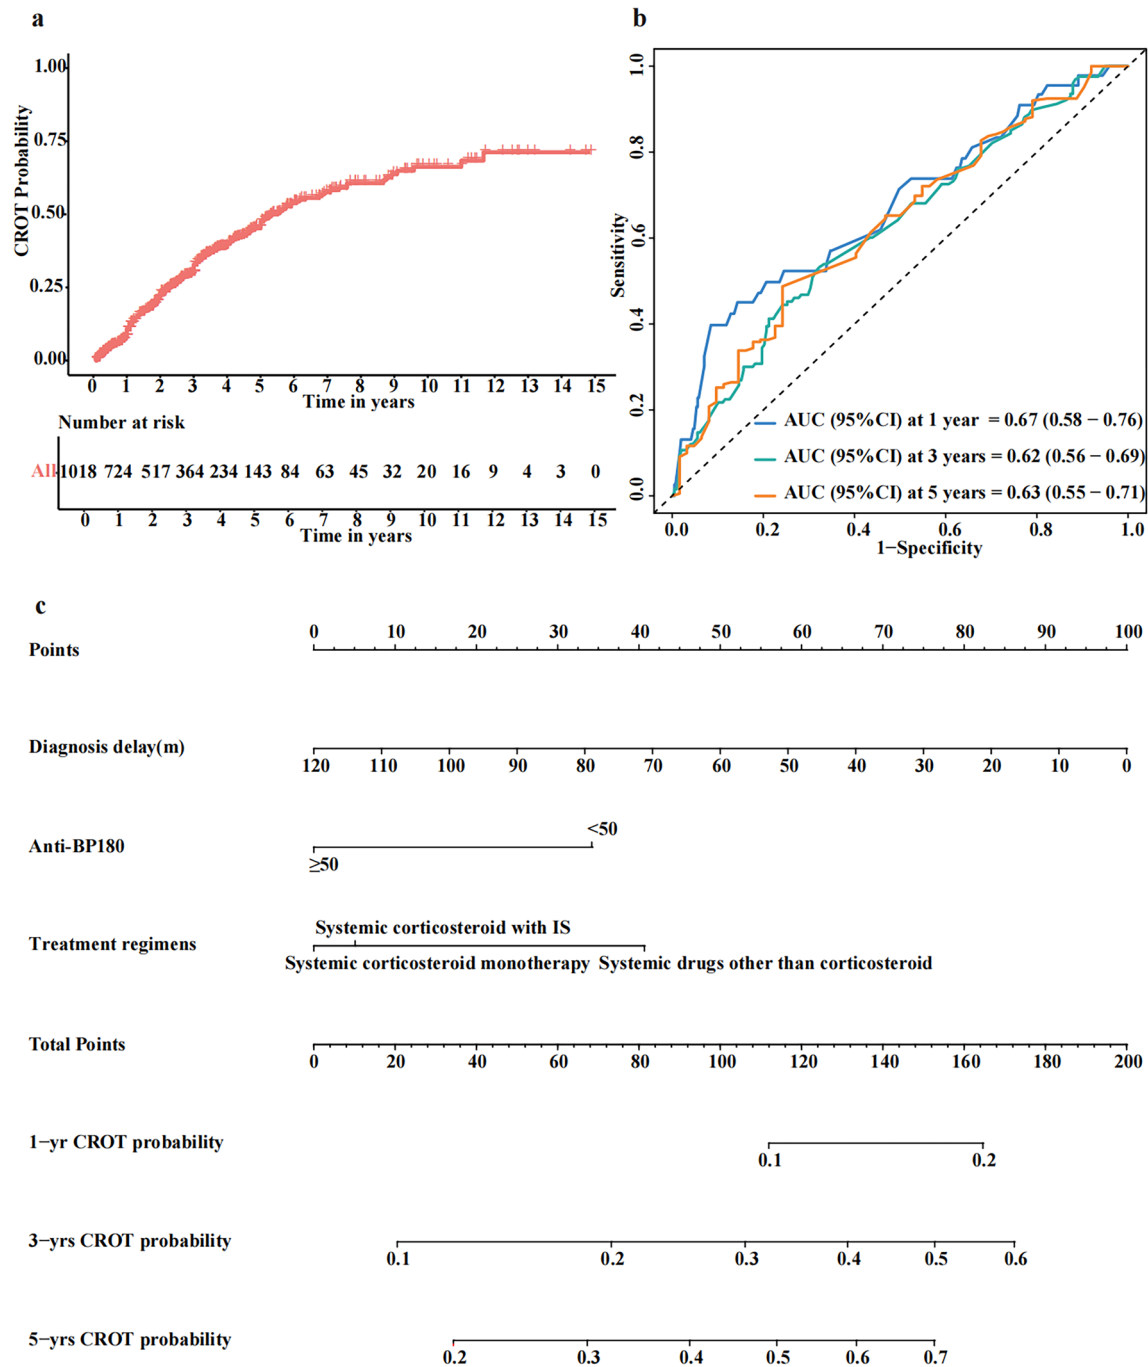 a
1.00
0.75
0.50
0.25
0.00
CROT Probability
0 1 2 3 4 5 6 7 8 9 10 11 12 13 14 15
Time in years
Number at risk
All 1018 724 517 364 234 143 84 63 45 32 20 16 9 4 3 0
0 1 2 3 4 5 6 7 8 9 10 11 12 13 14 15
Time in years
b
1.0
0.8
0.6
0.4
0.2
0.0
Sensitivity
AUC (95%CI) at 1 year = 0.67 (0.58 − 0.76)
AUC (95%CI) at 3 years = 0.62 (0.56 − 0.69)
AUC (95%CI) at 5 years = 0.63 (0.55 − 0.71)
0.0 0.2 0.4 0.6 0.8 1.0
1−Specificity
c
0 10 20 30 40 50 60 70 80 90 100
Points
Diagnosis delay(m)
120 110 100 90 80 70 60 50 40 30 20 10 0
<50
Anti-BP180
≥50
Systemic corticosteroid with IS
Treatment regimens
Systemic corticosteroid monotherapy Systemic drugs other than corticosteroid
Total Points
0 20 40 60 80 100 120 140 160 180 200
1−yr CROT probability
0.1 0.2
3−yrs CROT probability
0.1 0.2 0.3 0.4 0.5 0.6
5−yrs CROT probability
0.2 0.3 0.4 0.5 0.6 0.7